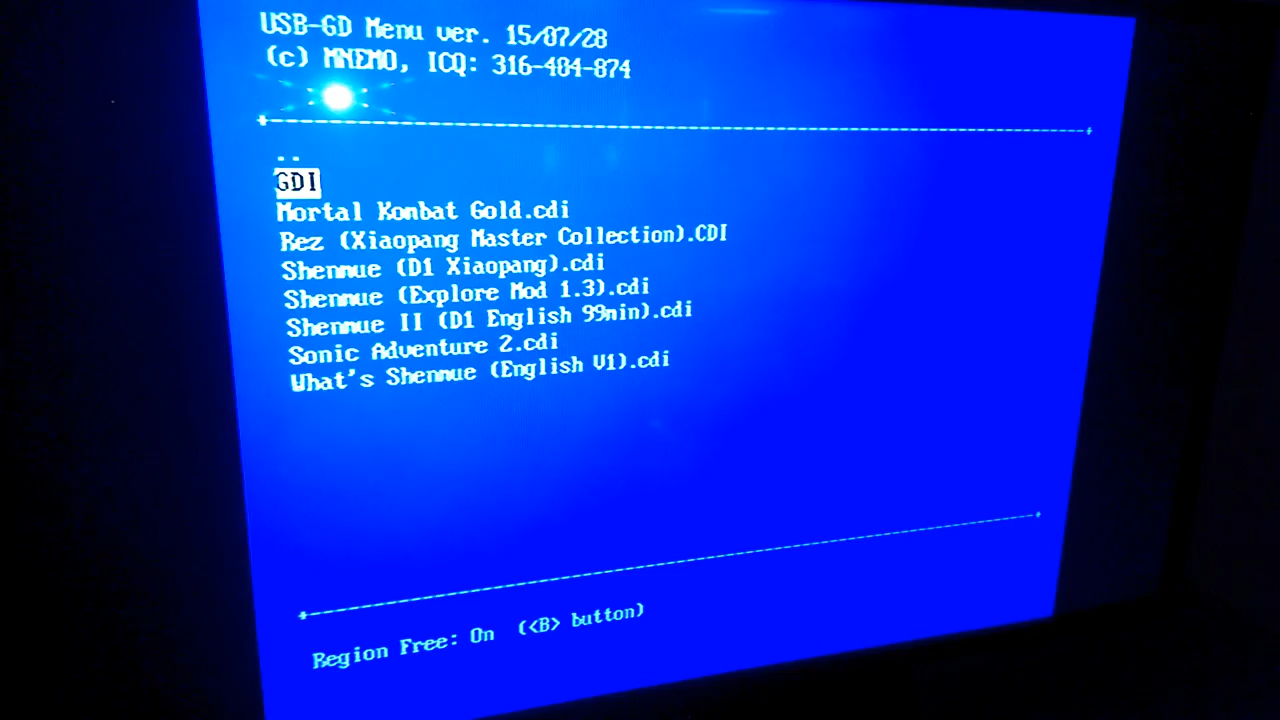 USB-GD Menu ver. 15/07/28
(c) MNEMO, ICQ: 316-484-874
..
GDI
Mortal Kombat Gold.cdi
Rez (Xiaopang Master Collection).CDI
Shenmue (D1 Xiaopang).cdi
Shenmue (Explore Mod 1.3).cdi
Shenmue II (D1 English 99min).cdi
Sonic Adventure 2.cdi
What's Shenmue (English V1).cdi
Region Free: On (<B> button)